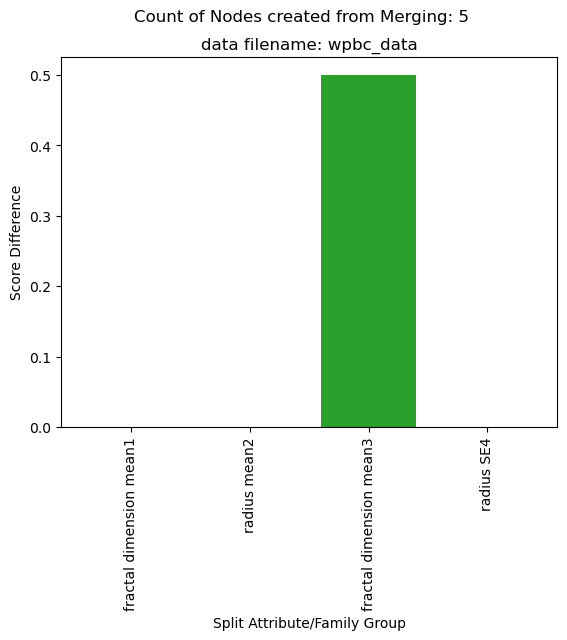 Count of Nodes created from Merging: 5
data filename: wpbc_data
Score Difference
0.5
0.4
0.3
0.2
0.1
0.0
fractal dimension mean1
radius mean2
fractal dimension mean3
radius SE4
Split Attribute/Family Group